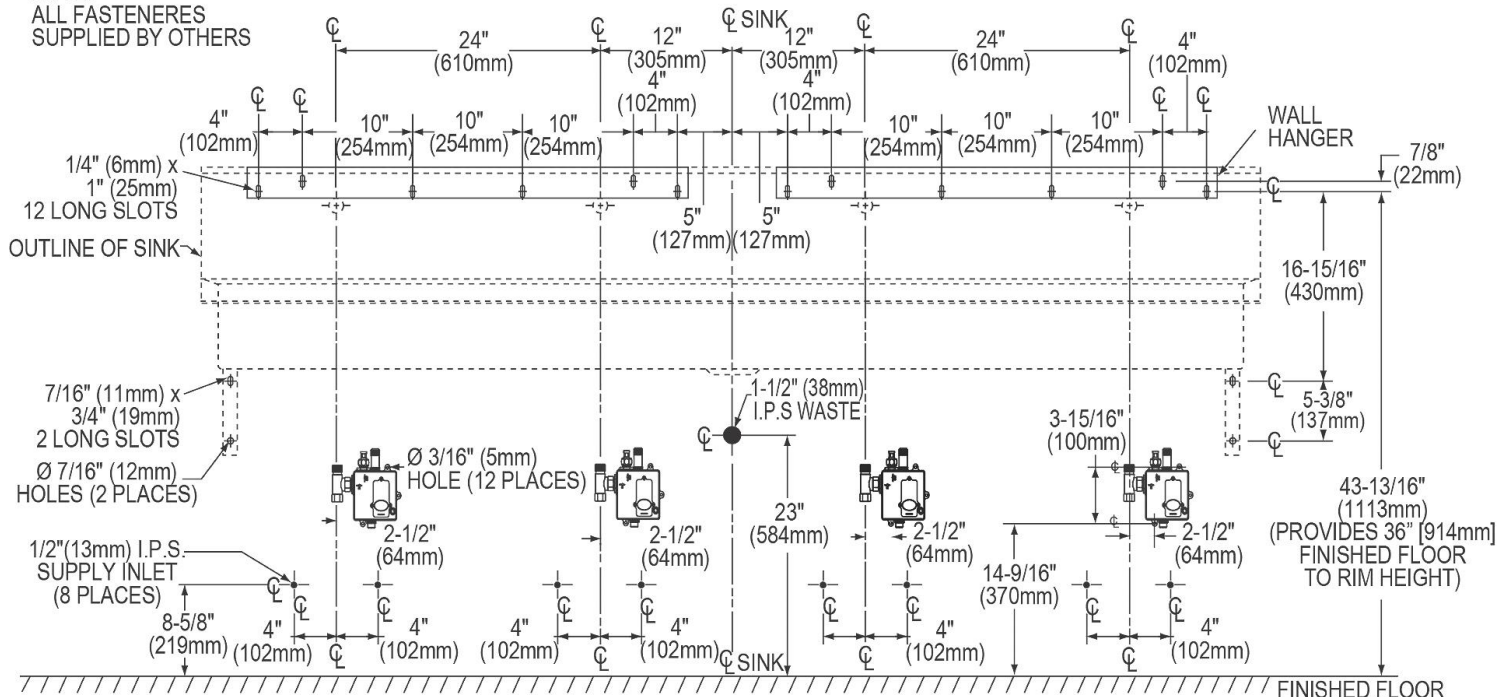 ALL FASTENERES
SUPPLIED BY OTHERS
℄
℄
℄ SINK
℄
℄
24"
(610mm)
12"
(305mm)
12"
(305mm)
24"
(610mm)
4"
(102mm)
4"
(102mm)
4"
(102mm)
4"
(102mm)
℄
℄
℄
℄
10"
(254mm)
10"
(254mm)
10"
(254mm)
10"
(254mm)
10"
(254mm)
10"
(254mm)
WALL
HANGER
7/8"
(22mm)
℄
1/4" (6mm) x
1" (25mm)
12 LONG SLOTS
5"
(127mm)
5"
(127mm)
OUTLINE OF SINK
16-15/16"
(430mm)
7/16" (11mm) x
3/4" (19mm)
2 LONG SLOTS
1-1/2" (38mm)
I.P.S WASTE
℄
℄
5-3/8"
(137mm)
℄
3-15/16"
(100mm)
℄
℄
Ø 7/16" (12mm)
HOLES (2 PLACES)
Ø 3/16" (5mm)
HOLE (12 PLACES)
23"
(584mm)
43-13/16"
(1113mm)
(PROVIDES 36" [914mm]
FINISHED FLOOR
TO RIM HEIGHT)
2-1/2"
(64mm)
2-1/2"
(64mm)
2-1/2"
(64mm)
2-1/2"
(64mm)
1/2"(13mm) I.P.S.
SUPPLY INLET
(8 PLACES)
14-9/16"
(370mm)
℄
℄
℄
℄
℄
℄
℄
℄
℄
8-5/8"
(219mm)
4"
(102mm)
4"
(102mm)
4"
(102mm)
4"
(102mm)
4"
(102mm)
4"
(102mm)
℄
℄
℄ SINK
℄
℄
FINISHED FLOOR